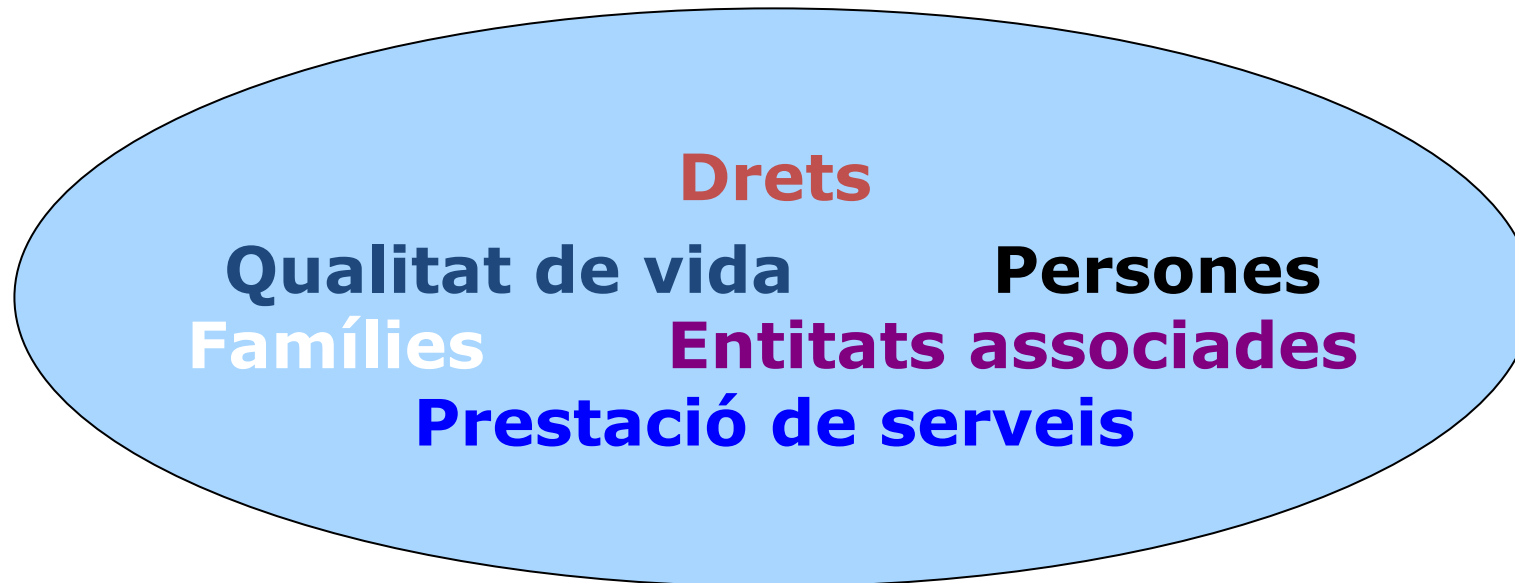 Drets
Qualitat de vida Persones
Famílies Entitats associades
Prestació de serveis